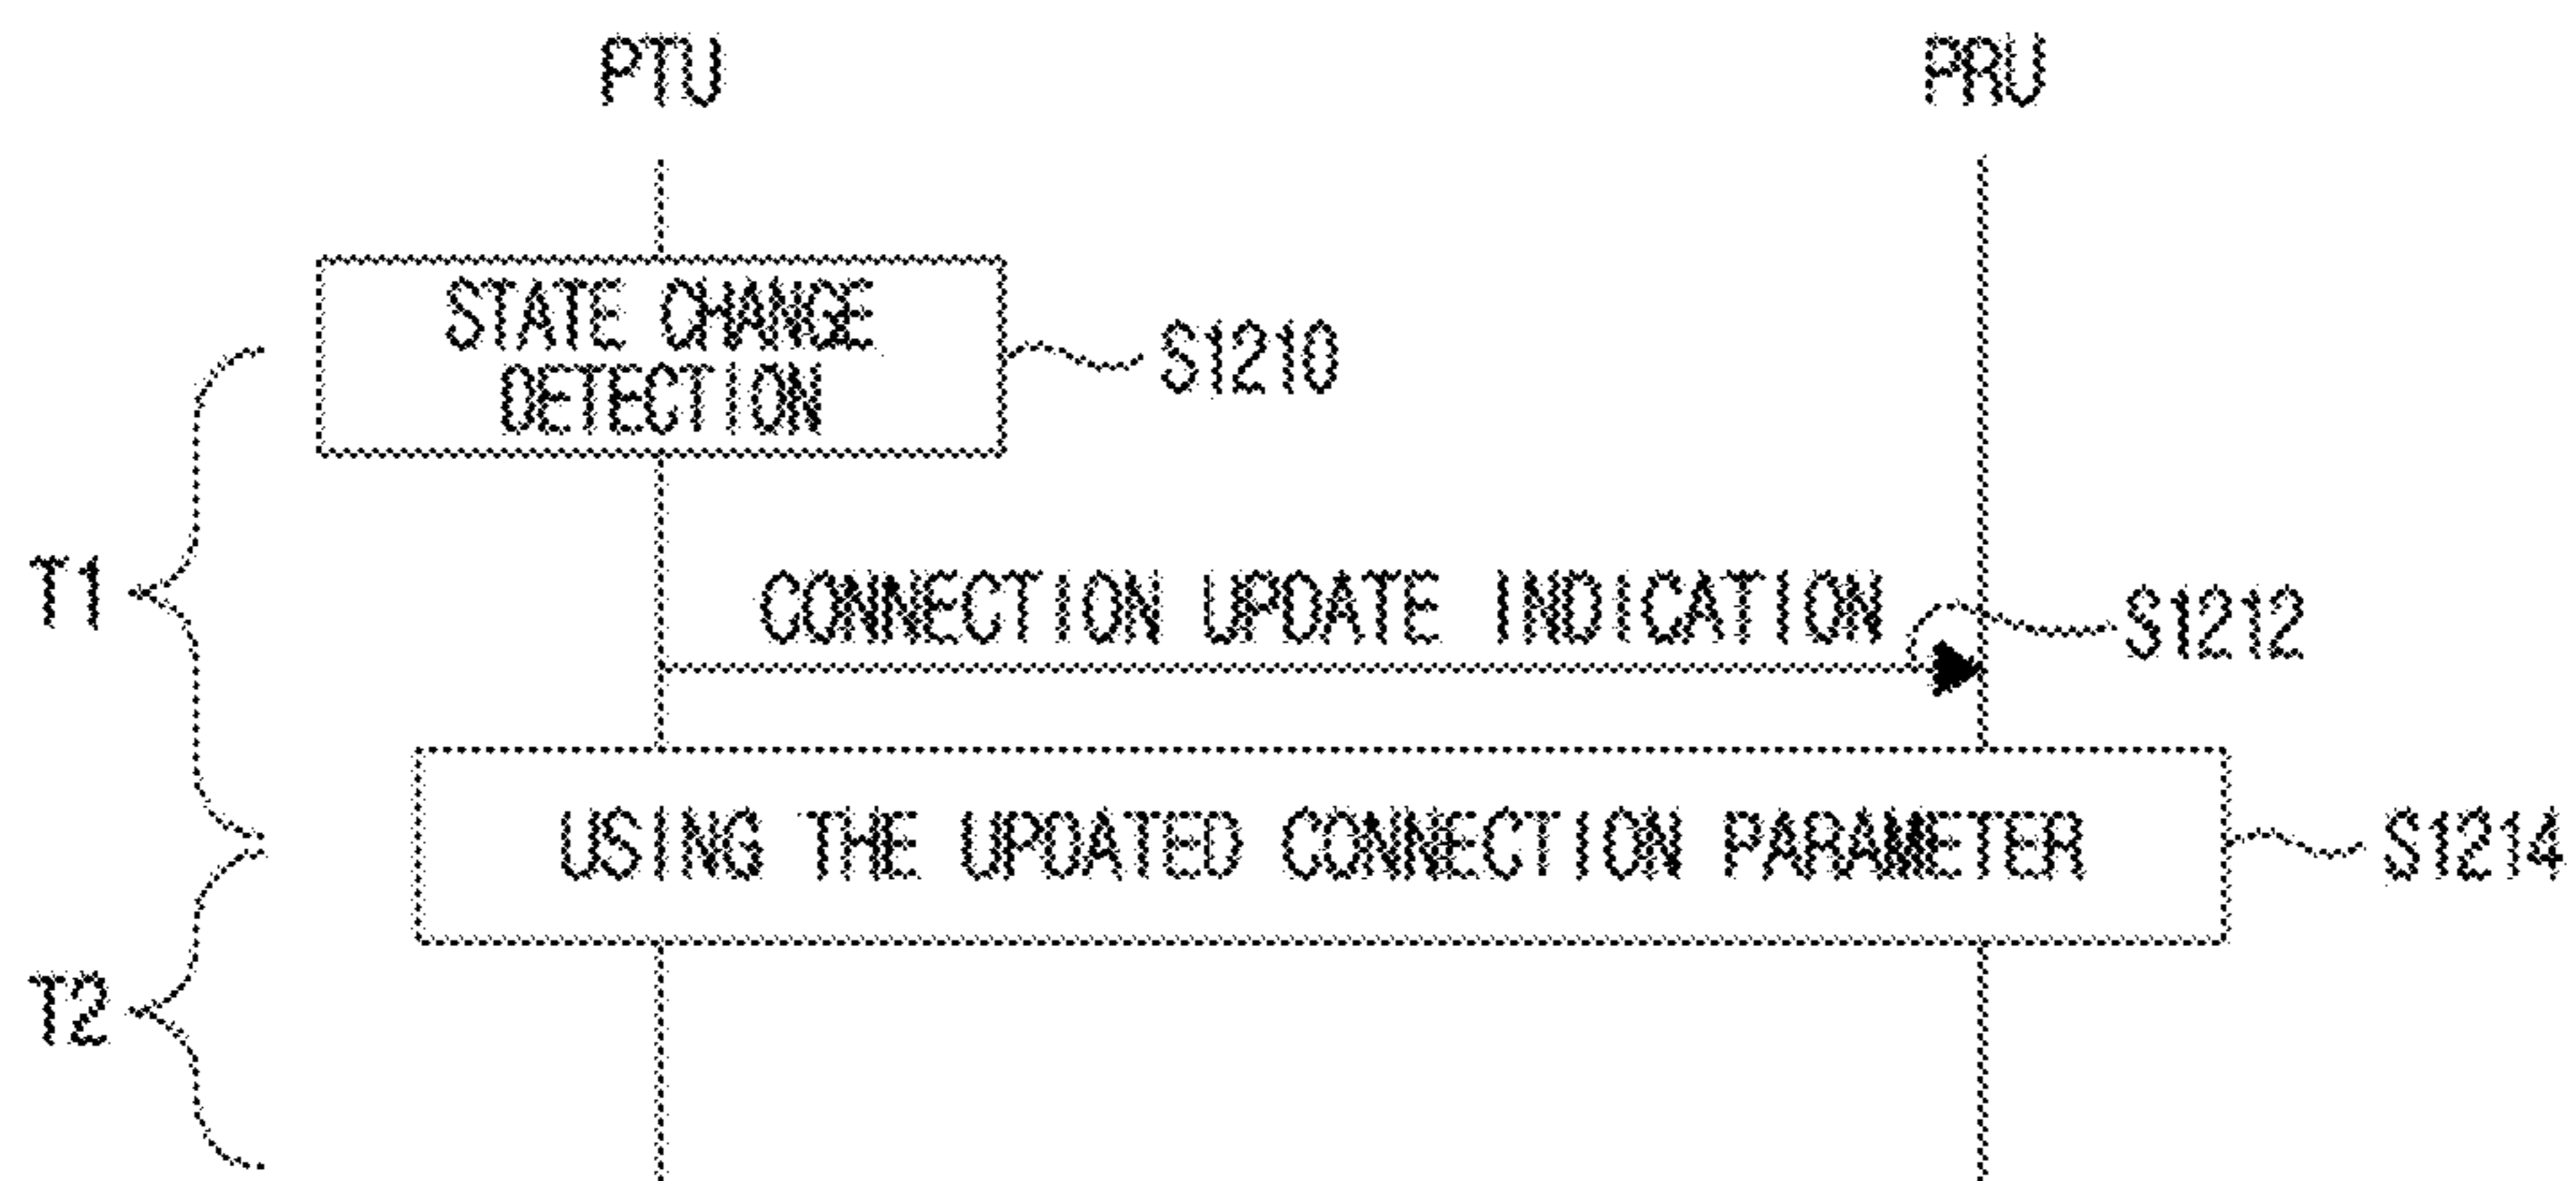 PTU
PRU
STATE CHANGE
DETECTION
S1210
T1
CONNECTION UPDATE INDICATION
S1212
USING THE UPDATED CONNECTION PARAMETER
S1214
T2